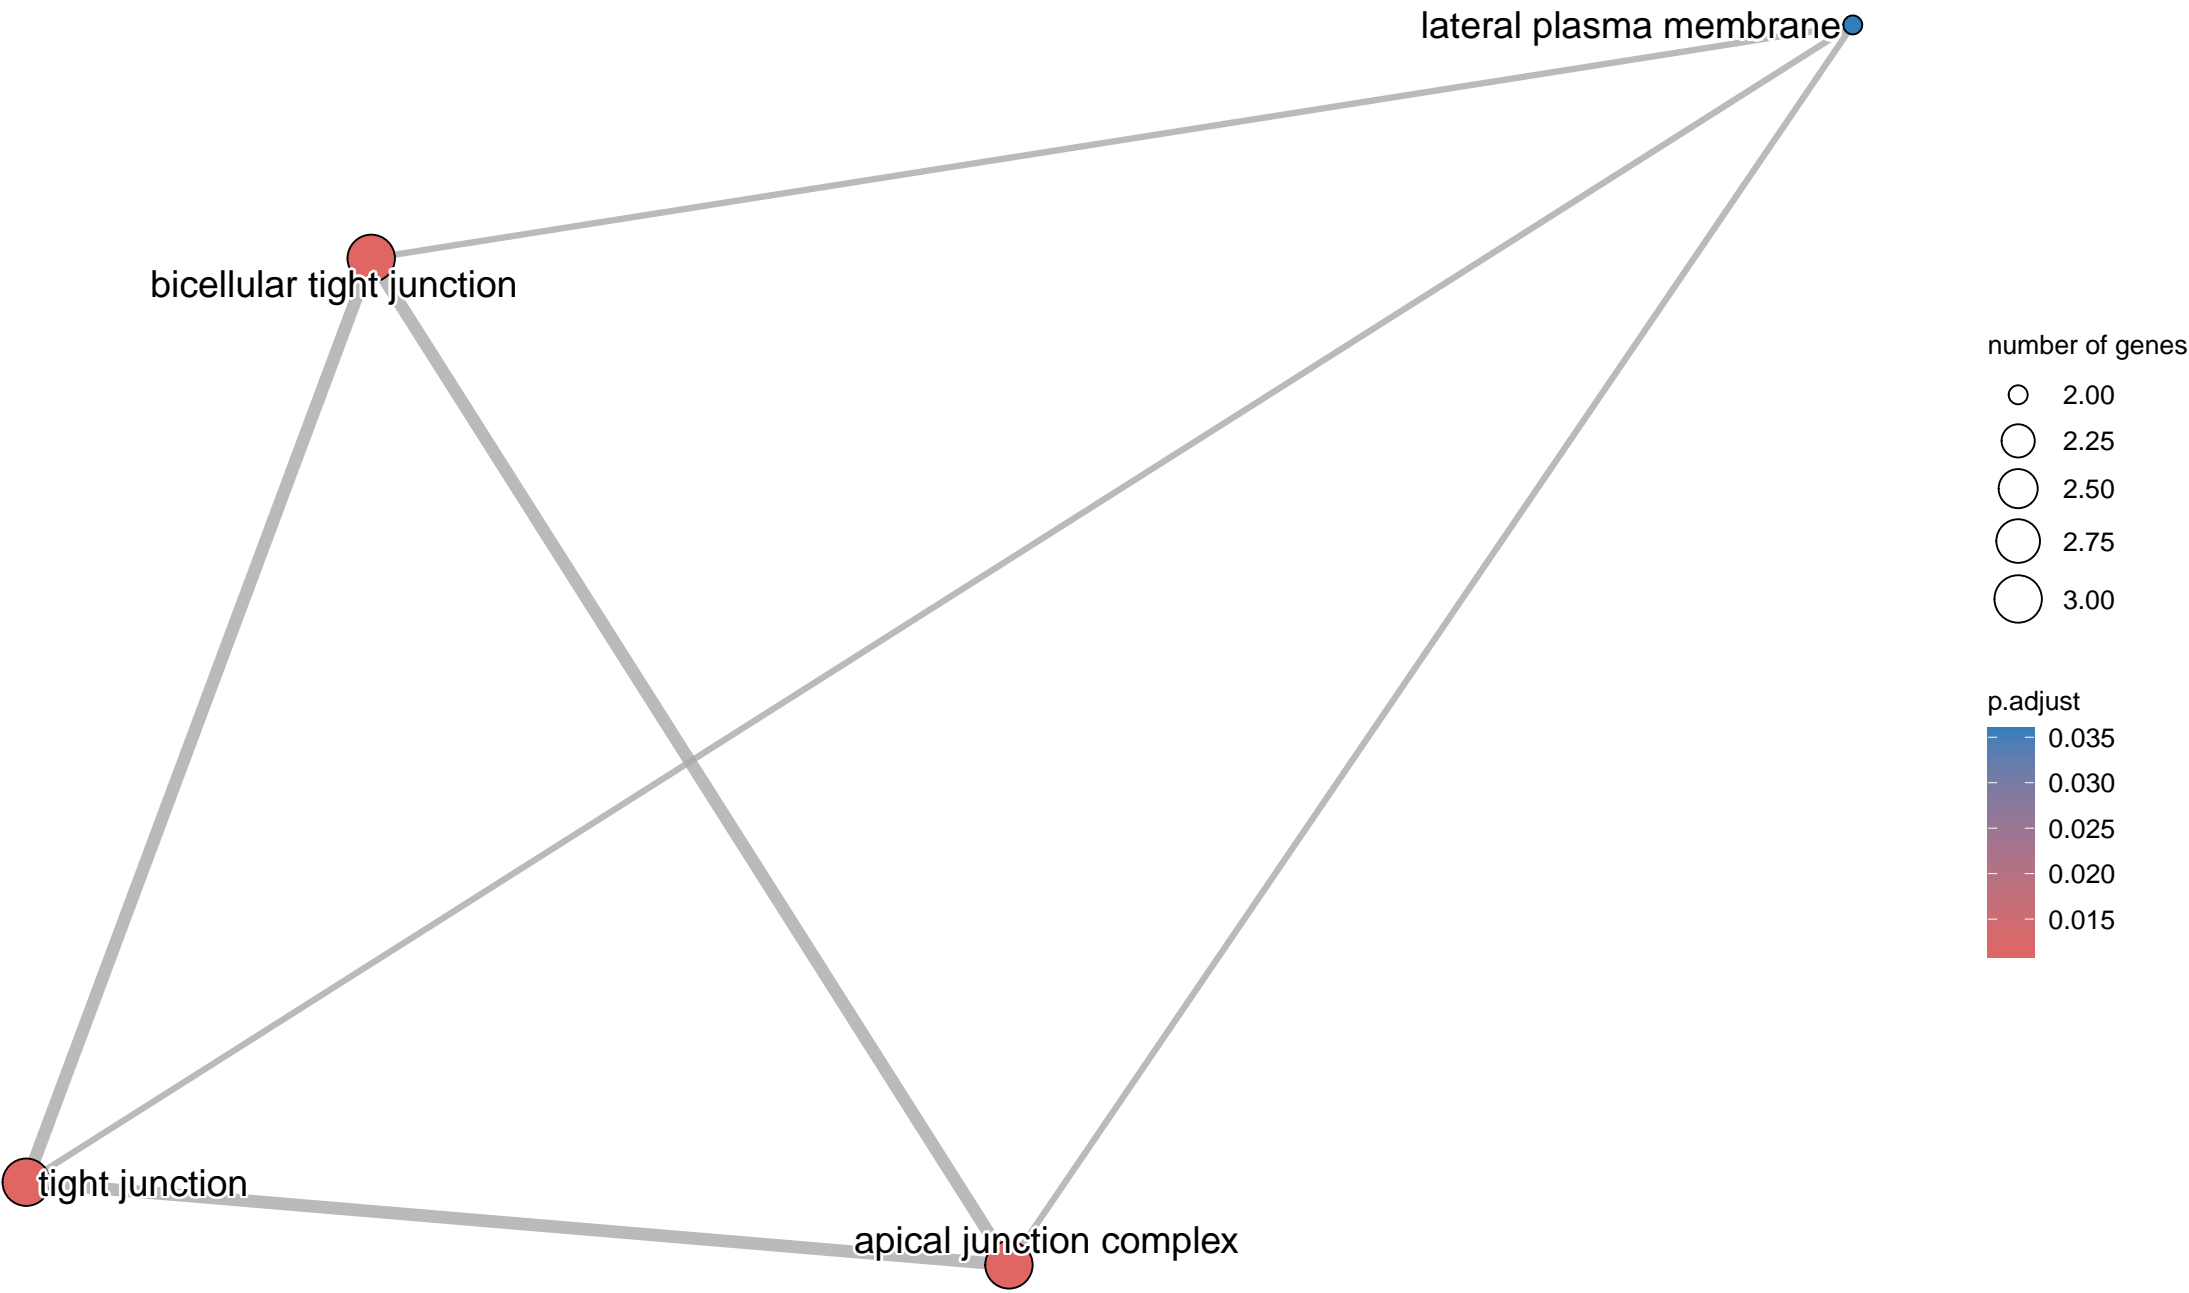 lateral plasma membrane
bicellular tight junction
tight junction
apical junction complex
number of genes
2.00
2.25
2.50
2.75
3.00
p.adjust
0.035
0.030
0.025
0.020
0.015